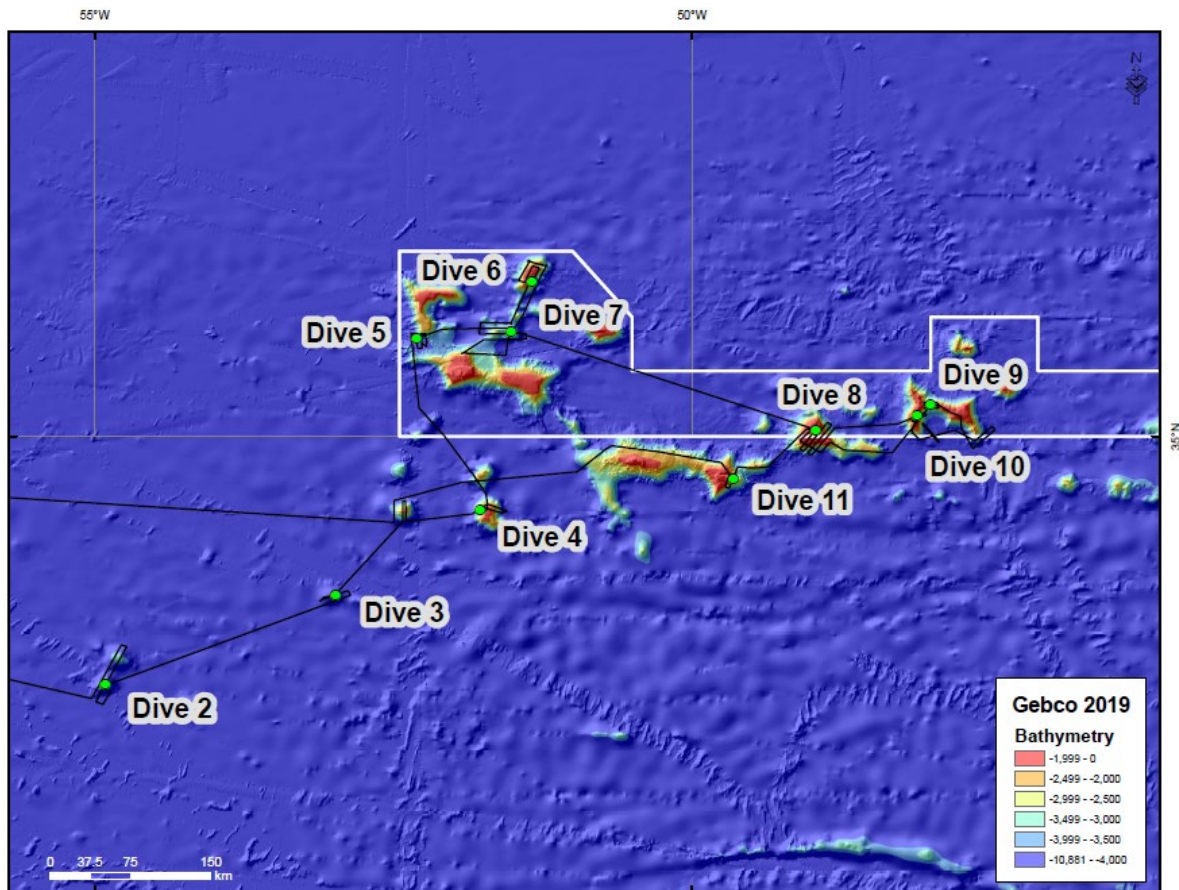 55°W 50°W
N
Dive 6
Dive 7
Dive 5
Dive 9
Dive 8
35°N
Dive 10
Dive 11
Dive 4
Dive 3
Dive 2
Gebco 2019
Bathymetry
-1,999 - 0
-2,499 - -2,000
-2,999 - -2,500
-3,499 - -3,000
-3,999 - -3,500
-10,881 - -4,000
0 37.5 75 150
km